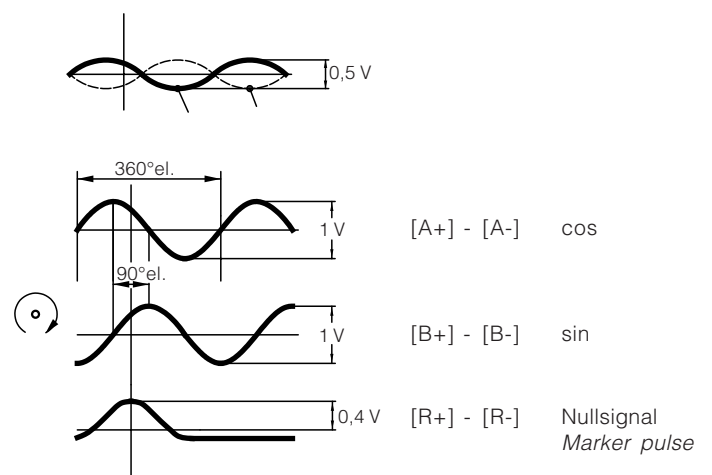 0,5 V
360°el.
1 V [A+] - [A-] cos
90°el.
1 V [B+] - [B-] sin
0,4 V [R+] - [R-] Nullsignal
Marker pulse